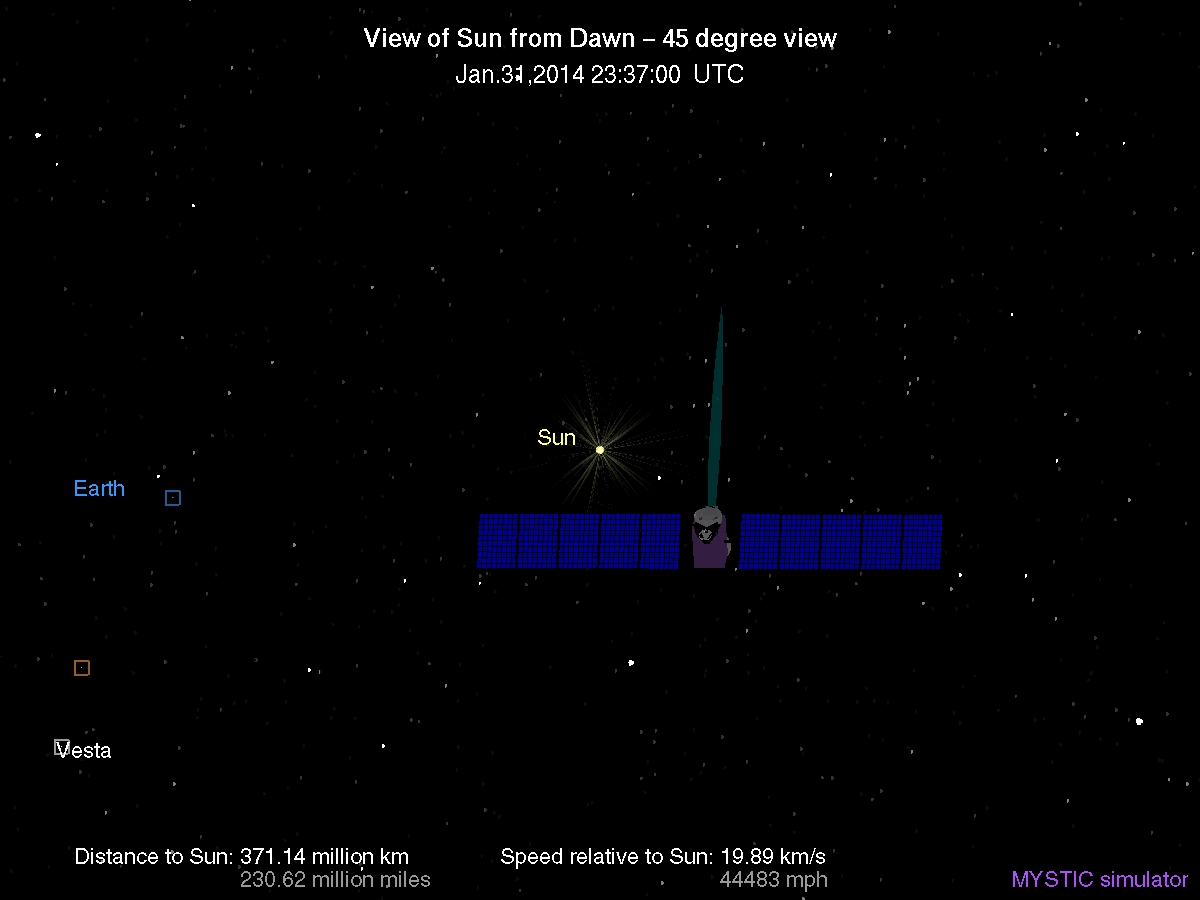 View of Sun from Dawn – 45 degree view
Jan.31,2014 23:37:00 UTC
Sun
Earth
Vesta
Distance to Sun: 371.14 million km
230.62 million miles
Speed relative to Sun: 19.89 km/s
44483 mph
MYSTIC simulator